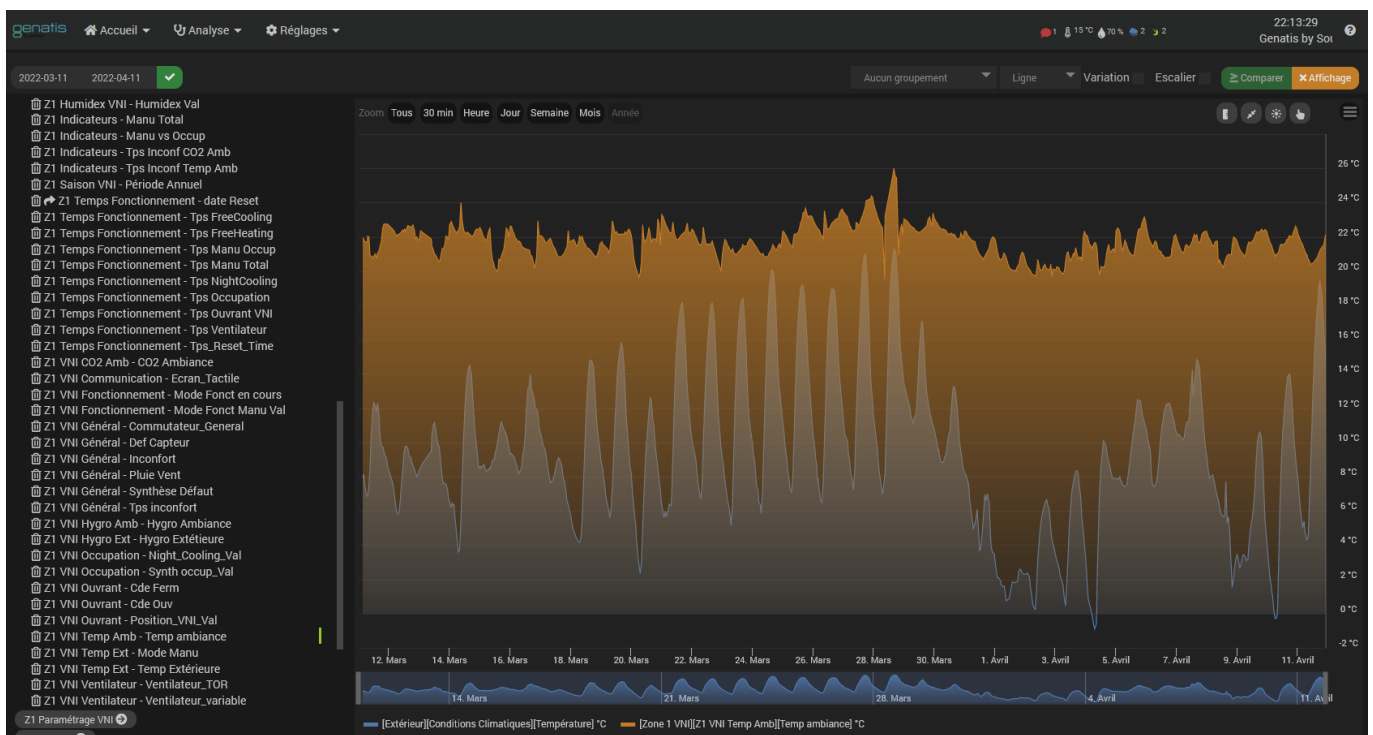 genatis Accueil Analyse Réglages 1 15 °C 70 % 2 2 22:13:29 ?
Genatis by Sou
2022-03-11 2022-04-11 Aucun groupement Ligne Variation Escalier Comparer Affichage
Z1 Humidex VNI - Humidex Val
Z1 Indicateurs - Manu Total
Z1 Indicateurs - Manu vs Occup
Z1 Indicateurs - Tps Inconf CO2 Amb
Z1 Indicateurs - Tps Inconf Temp Amb
Z1 Saison VNI - Période Annuel
Z1 Temps Fonctionnement - date Reset
Z1 Temps Fonctionnement - Tps FreeCooling
Z1 Temps Fonctionnement - Tps FreeHeating
Z1 Temps Fonctionnement - Tps Manu Occup
Z1 Temps Fonctionnement - Tps Manu Total
Z1 Temps Fonctionnement - Tps NightCooling
Z1 Temps Fonctionnement - Tps Occupation
Z1 Temps Fonctionnement - Tps Ouvrant VNI
Z1 Temps Fonctionnement - Tps Ventilateur
Z1 Temps Fonctionnement - Tps_Reset_Time
Z1 VNI CO2 Amb - CO2 Ambiance
Z1 VNI Communication - Ecran_Tactile
Z1 VNI Fonctionnement - Mode Fonct en cours
Z1 VNI Fonctionnement - Mode Fonct Manu Val
Z1 VNI Général - Commutateur_General
Z1 VNI Général - Def Capteur
Z1 VNI Général - Inconfort
Z1 VNI Général - Pluie Vent
Z1 VNI Général - Synthèse Défaut
Z1 VNI Général - Tps inconfort
Z1 VNI Hygro Amb - Hygro Ambiance
Z1 VNI Hygro Ext - Hygro Extétieure
Z1 VNI Occupation - Night_Cooling_Val
Z1 VNI Occupation - Synth occup_Val
Z1 VNI Ouvrant - Cde Ferm
Z1 VNI Ouvrant - Cde Ouv
Z1 VNI Ouvrant - Position_VNI_Val
Z1 VNI Temp Amb - Temp ambiance
Z1 VNI Temp Ext - Mode Manu
Z1 VNI Temp Ext - Temp Extérieure
Z1 VNI Ventilateur - Ventilateur_TOR
Z1 VNI Ventilateur - Ventilateur_variable
Z1 Paramétrage VNI
Zoom Tous 30 min Heure Jour Semaine Mois Année
26 °C
24 °C
22 °C
20 °C
18 °C
16 °C
14 °C
12 °C
10 °C
8 °C
6 °C
4 °C
2 °C
0 °C
-2 °C
12. Mars 14. Mars 16. Mars 18. Mars 20. Mars 22. Mars 24. Mars 26. Mars 28. Mars 30. Mars 1. Avril 3. Avril 5. Avril 7. Avril 9. Avril 11. Avril
14. Mars 21. Mars 28. Mars 4. Avril 11. Avril
[Extérieur][Conditions Climatiques][Température] °C [Zone 1 VNI][Z1 VNI Temp Amb][Temp ambiance] °C